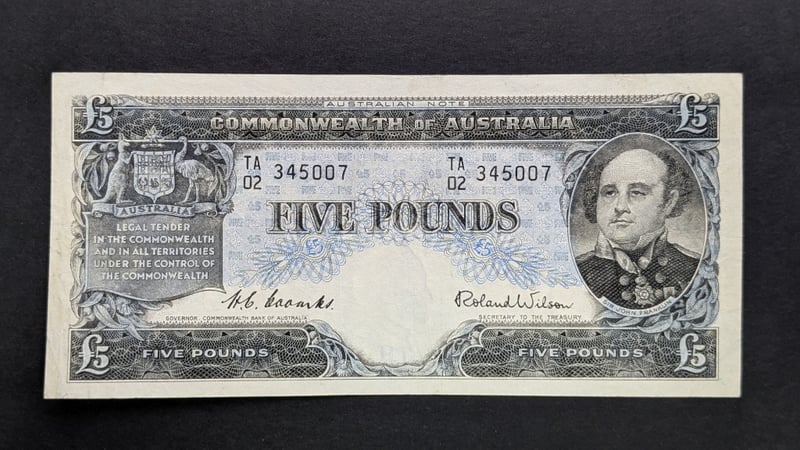 AUSTRALIAN NOTE
£5 COMMONWEALTH OF AUSTRALIA £5
TA 02 345007
TA 02 345007
FIVE POUNDS
AUSTRALIA
LEGAL TENDER
IN THE COMMONWEALTH
AND IN ALL TERRITORIES
UNDER THE CONTROL OF
THE COMMONWEALTH
SIR JOHN FRANKLIN
H.C. Coombs.
Roland Wilson
GOVERNOR, COMMONWEALTH BANK OF AUSTRALIA
SECRETARY TO THE TREASURY
£5 FIVE POUNDS
FIVE POUNDS £5